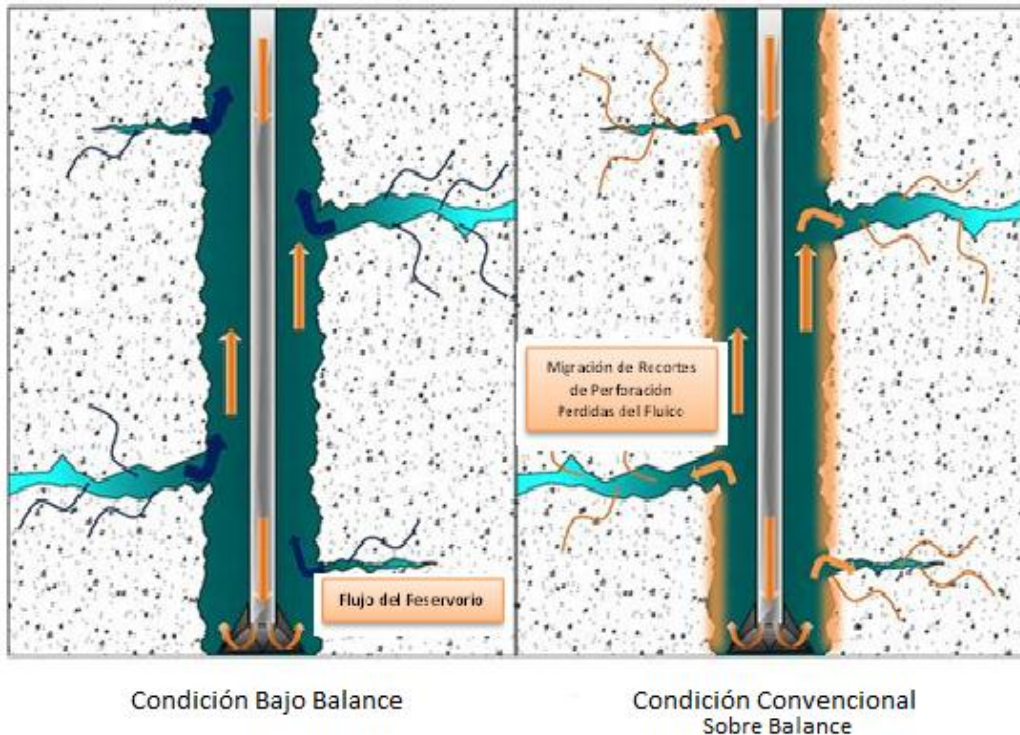 Migración de Recortes
de Perforación
Perdidas del Fluico
Flujo del Feservorio
Condición Bajo Balance
Condición Convencional
Sobre Balance